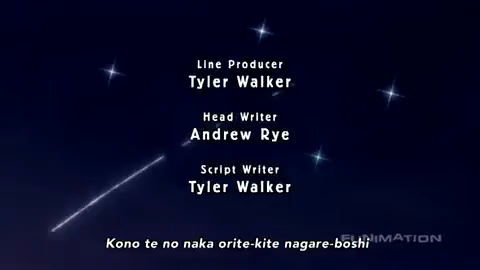 Line Producer
Tyler Walker
Head Writer
Andrew Rye
Script Writer
Tyler Walker
Kono te no naka orite-kite nagare-boshi
FUNIMATION